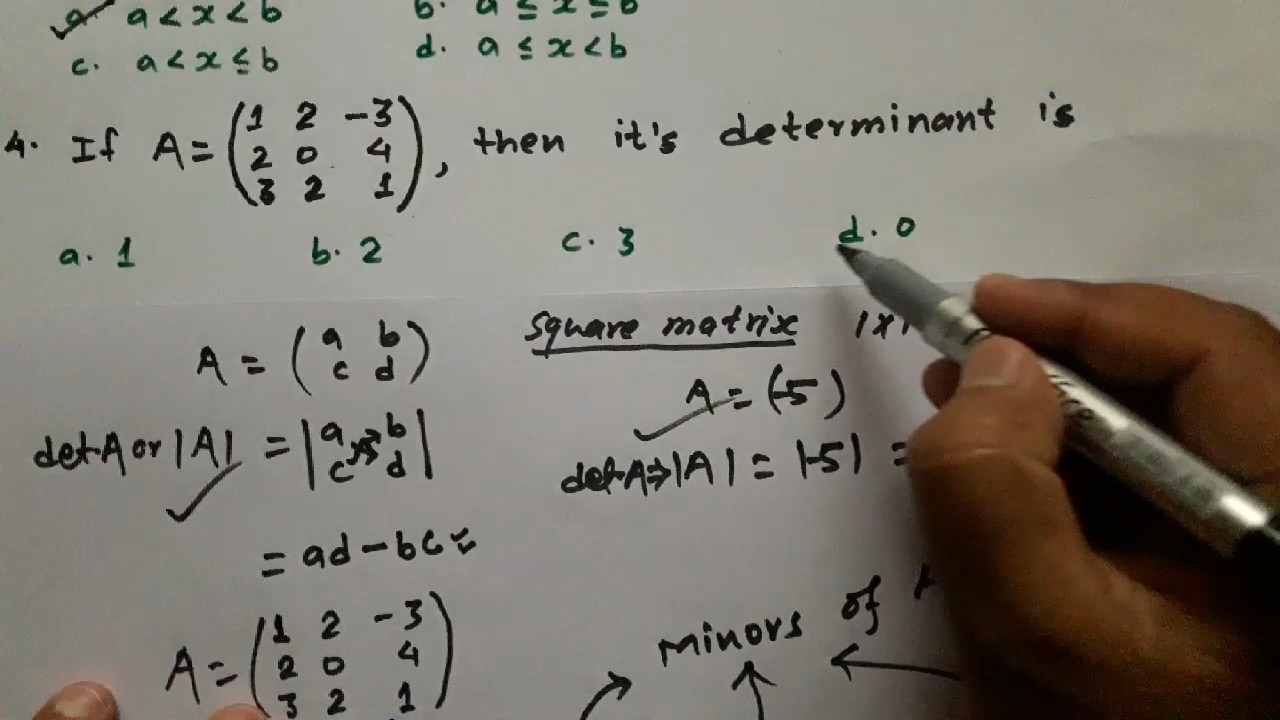 a. a < x < b b. a ≤ x ≤ b
c. a < x ≤ b d. a ≤ x < b
4. If A = (1 2 -3
2 0 4
3 2 1), then it's determinant is
a. 1 b. 2 c. 3 d. 0
A = (a b
c d)
det.A or |A| = |a b
c d|
= ad - bc
A = (1 2 -3
2 0 4
3 2 1)
square matrix 1x1
A = (-5)
det.A ⇒ |A| = |-5| =
minors of